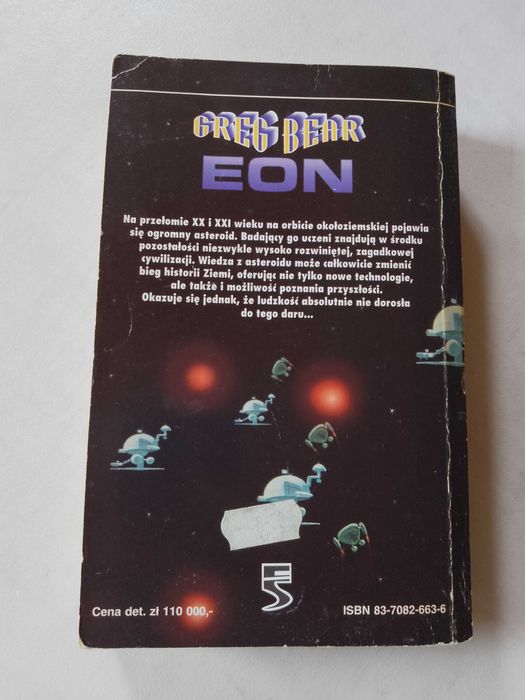 GREG BEAR
EON
Na przełomie XX i XXI wieku na orbicie okołoziemskiej pojawia
się ogromny asteroid. Badający go uczeni znajdują w środku
pozostałości niezwykle wysoko rozwiniętej, zagadkowej
cywilizacji. Wiedza z asteroidu może całkowicie zmienić
bieg historii Ziemi, oferując nie tylko nowe technologie,
ale także i możliwość poznania przyszłości.
Okazuje się jednak, że ludzkość absolutnie nie dorosła
do tego daru...
Cena det. zł 110 000,-
ISBN 83-7082-663-6